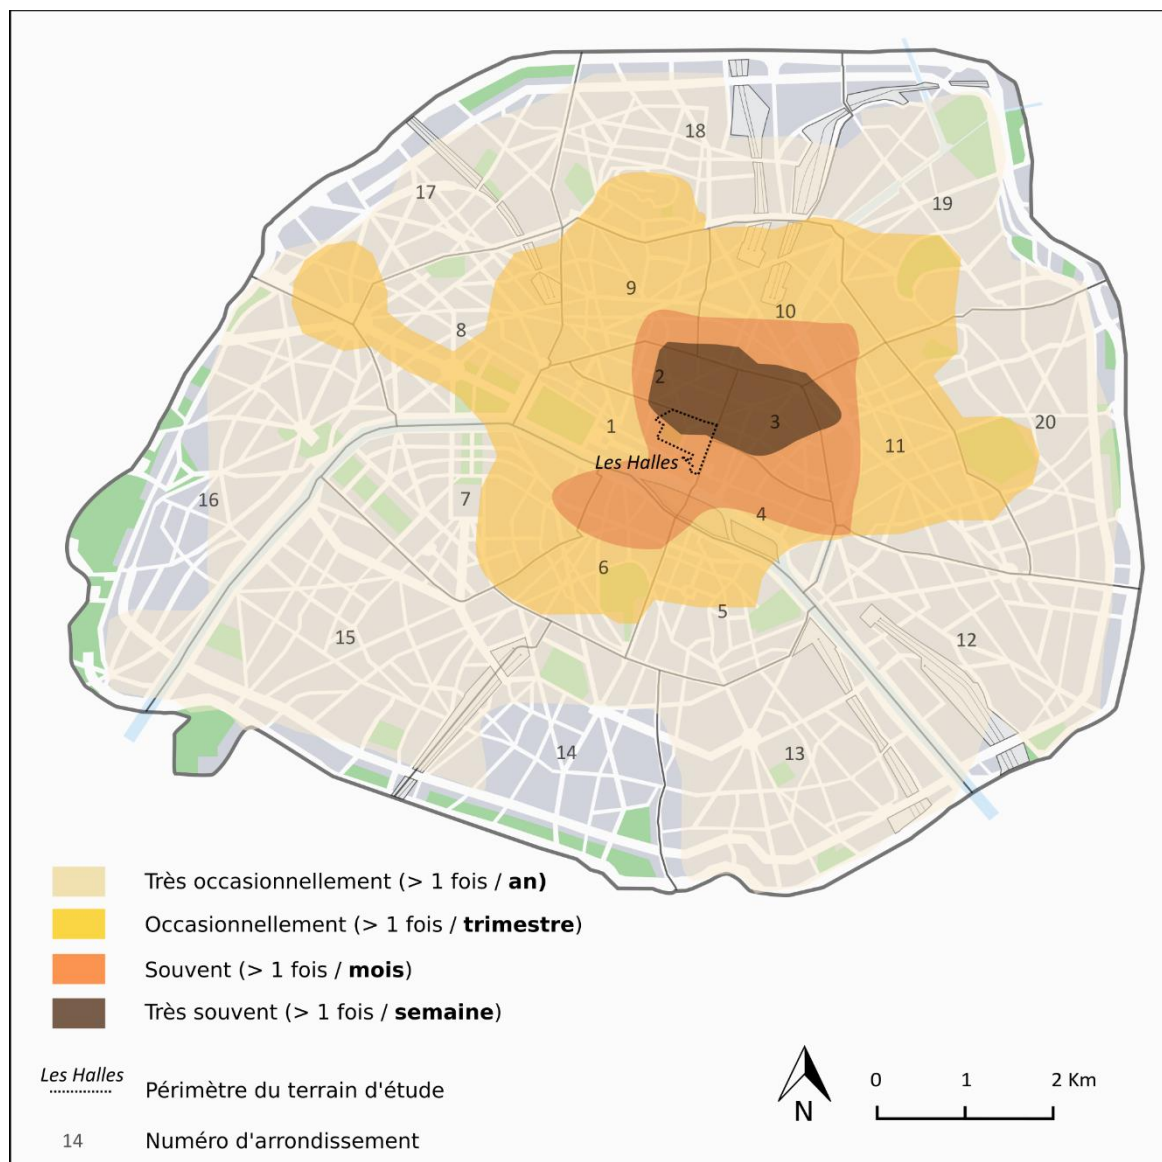 18
17
19
9
10
8
2
3
1
20
11
Les Halles
16
7
4
6
5
15
12
14
13
Très occasionnellement (> 1 fois / an)
Occasionnellement (> 1 fois / trimestre)
Souvent (> 1 fois / mois)
Très souvent (> 1 fois / semaine)
Les Halles
Périmètre du terrain d'étude
14 Numéro d'arrondissement
0 1 2 Km
N